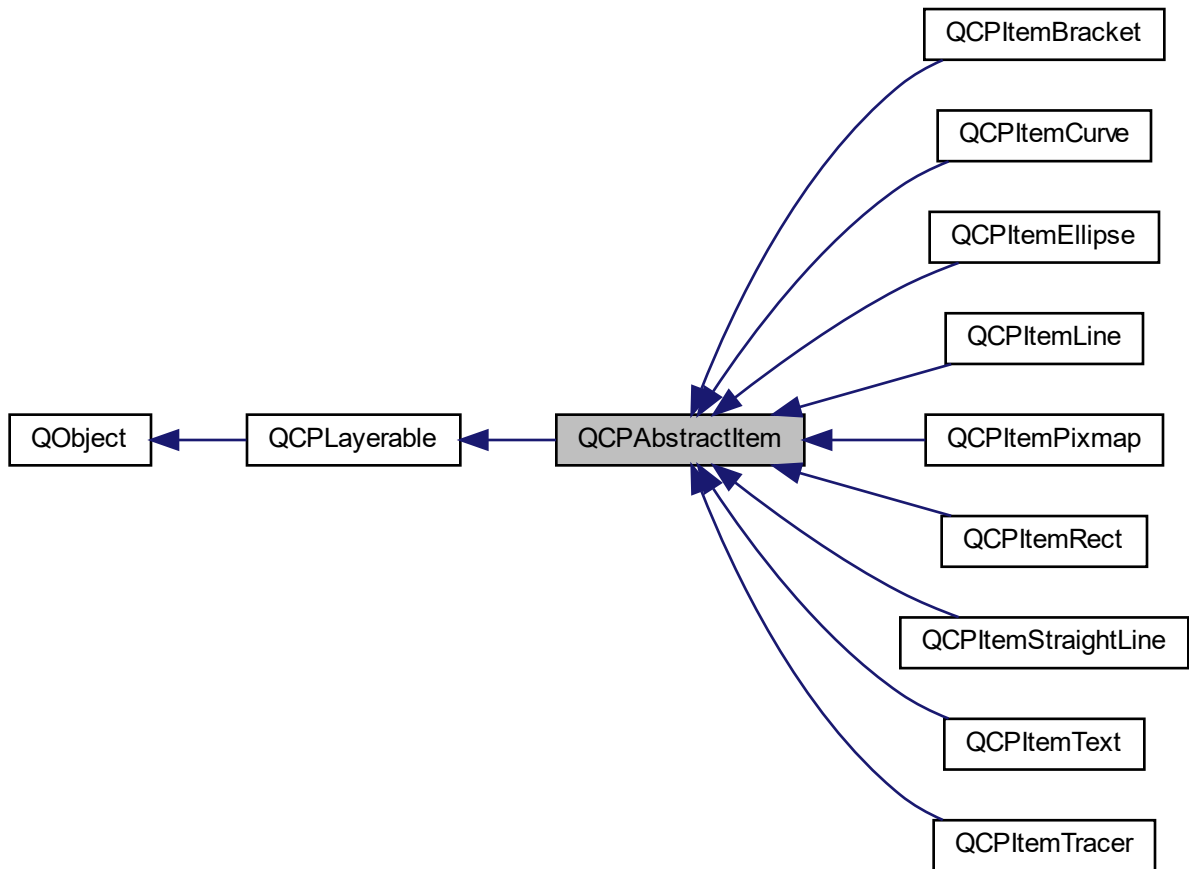 QCPItemBracket
QCPItemCurve
QCPItemEllipse
QCPItemLine
QObject
QCPLayerable
QCPAbstractItem
QCPItemPixmap
QCPItemRect
QCPItemStraightLine
QCPItemText
QCPItemTracer